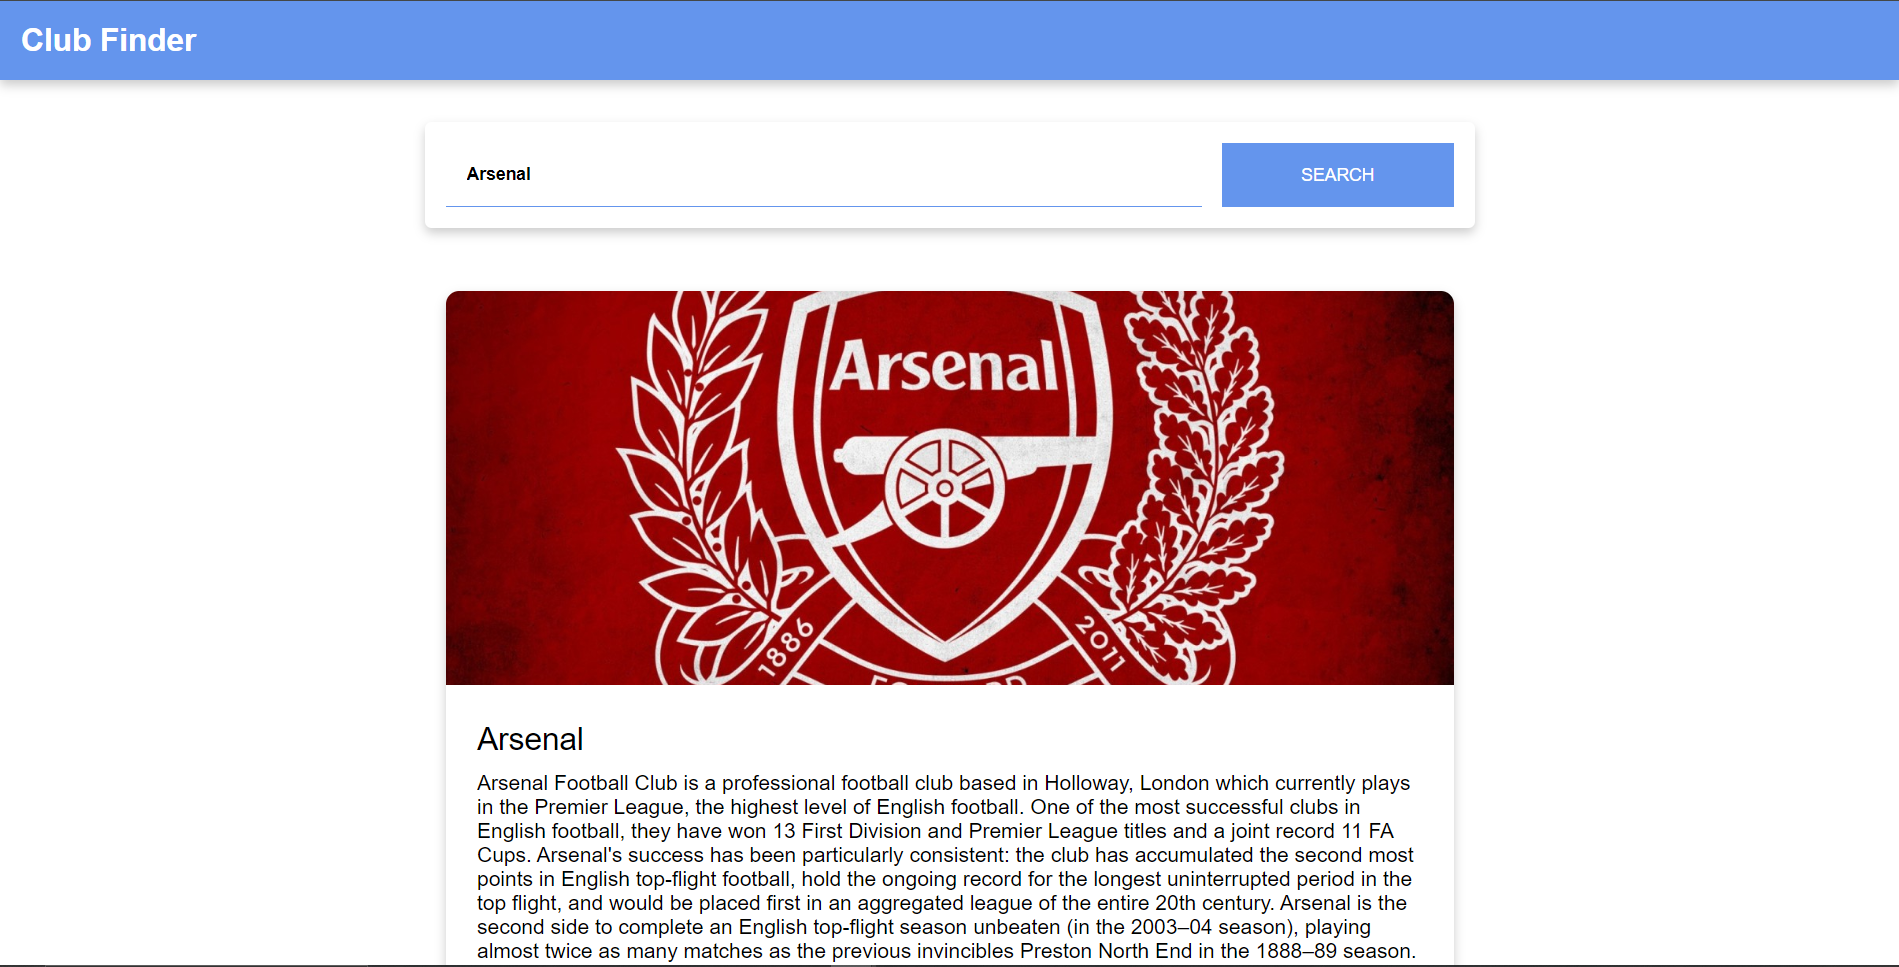 Club Finder
Arsenal
SEARCH
Arsenal
1886
2011
Arsenal
Arsenal Football Club is a professional football club based in Holloway, London which currently plays
in the Premier League, the highest level of English football. One of the most successful clubs in
English football, they have won 13 First Division and Premier League titles and a joint record 11 FA
Cups. Arsenal's success has been particularly consistent: the club has accumulated the second most
points in English top-flight football, hold the ongoing record for the longest uninterrupted period in the
top flight, and would be placed first in an aggregated league of the entire 20th century. Arsenal is the
second side to complete an English top-flight season unbeaten (in the 2003–04 season), playing
almost twice as many matches as the previous invincibles Preston North End in the 1888–89 season.